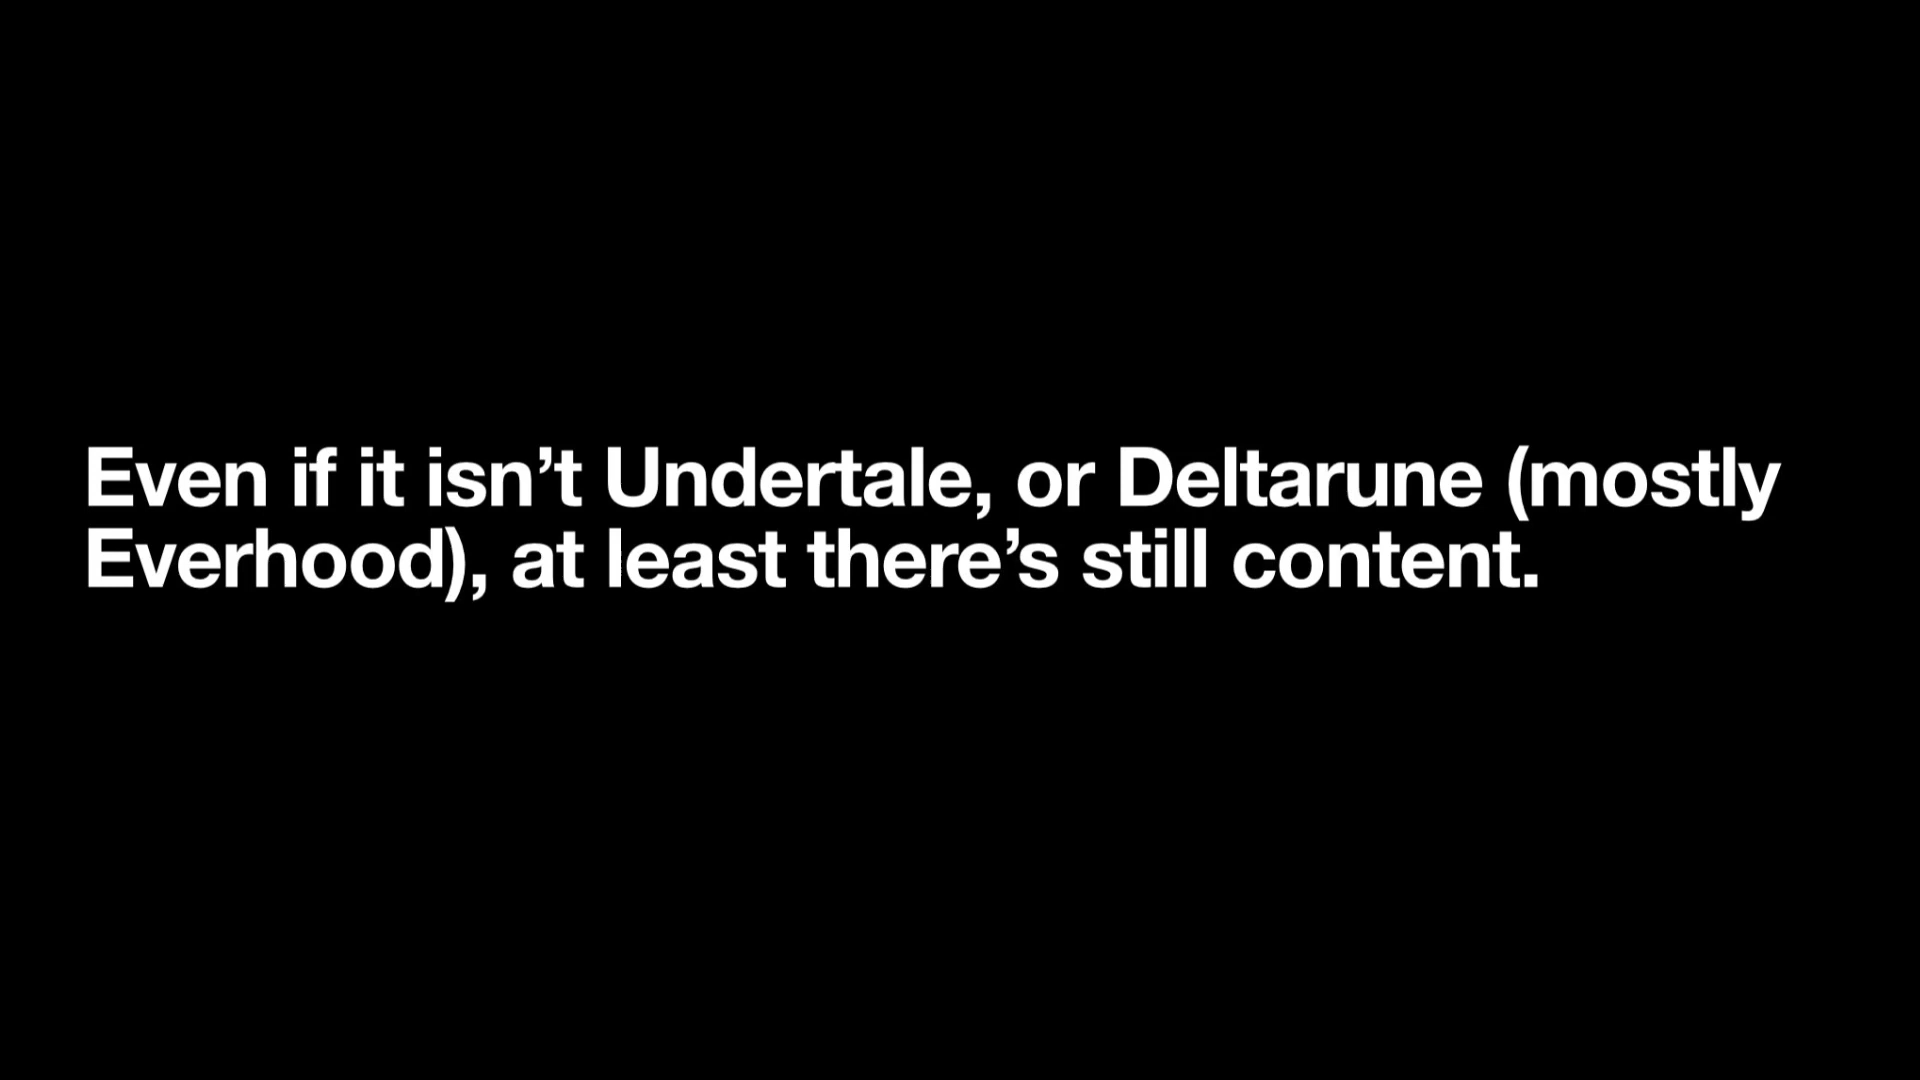 Even if it isn’t Undertale, or Deltarune (mostly
Everhood), at least there’s still content.